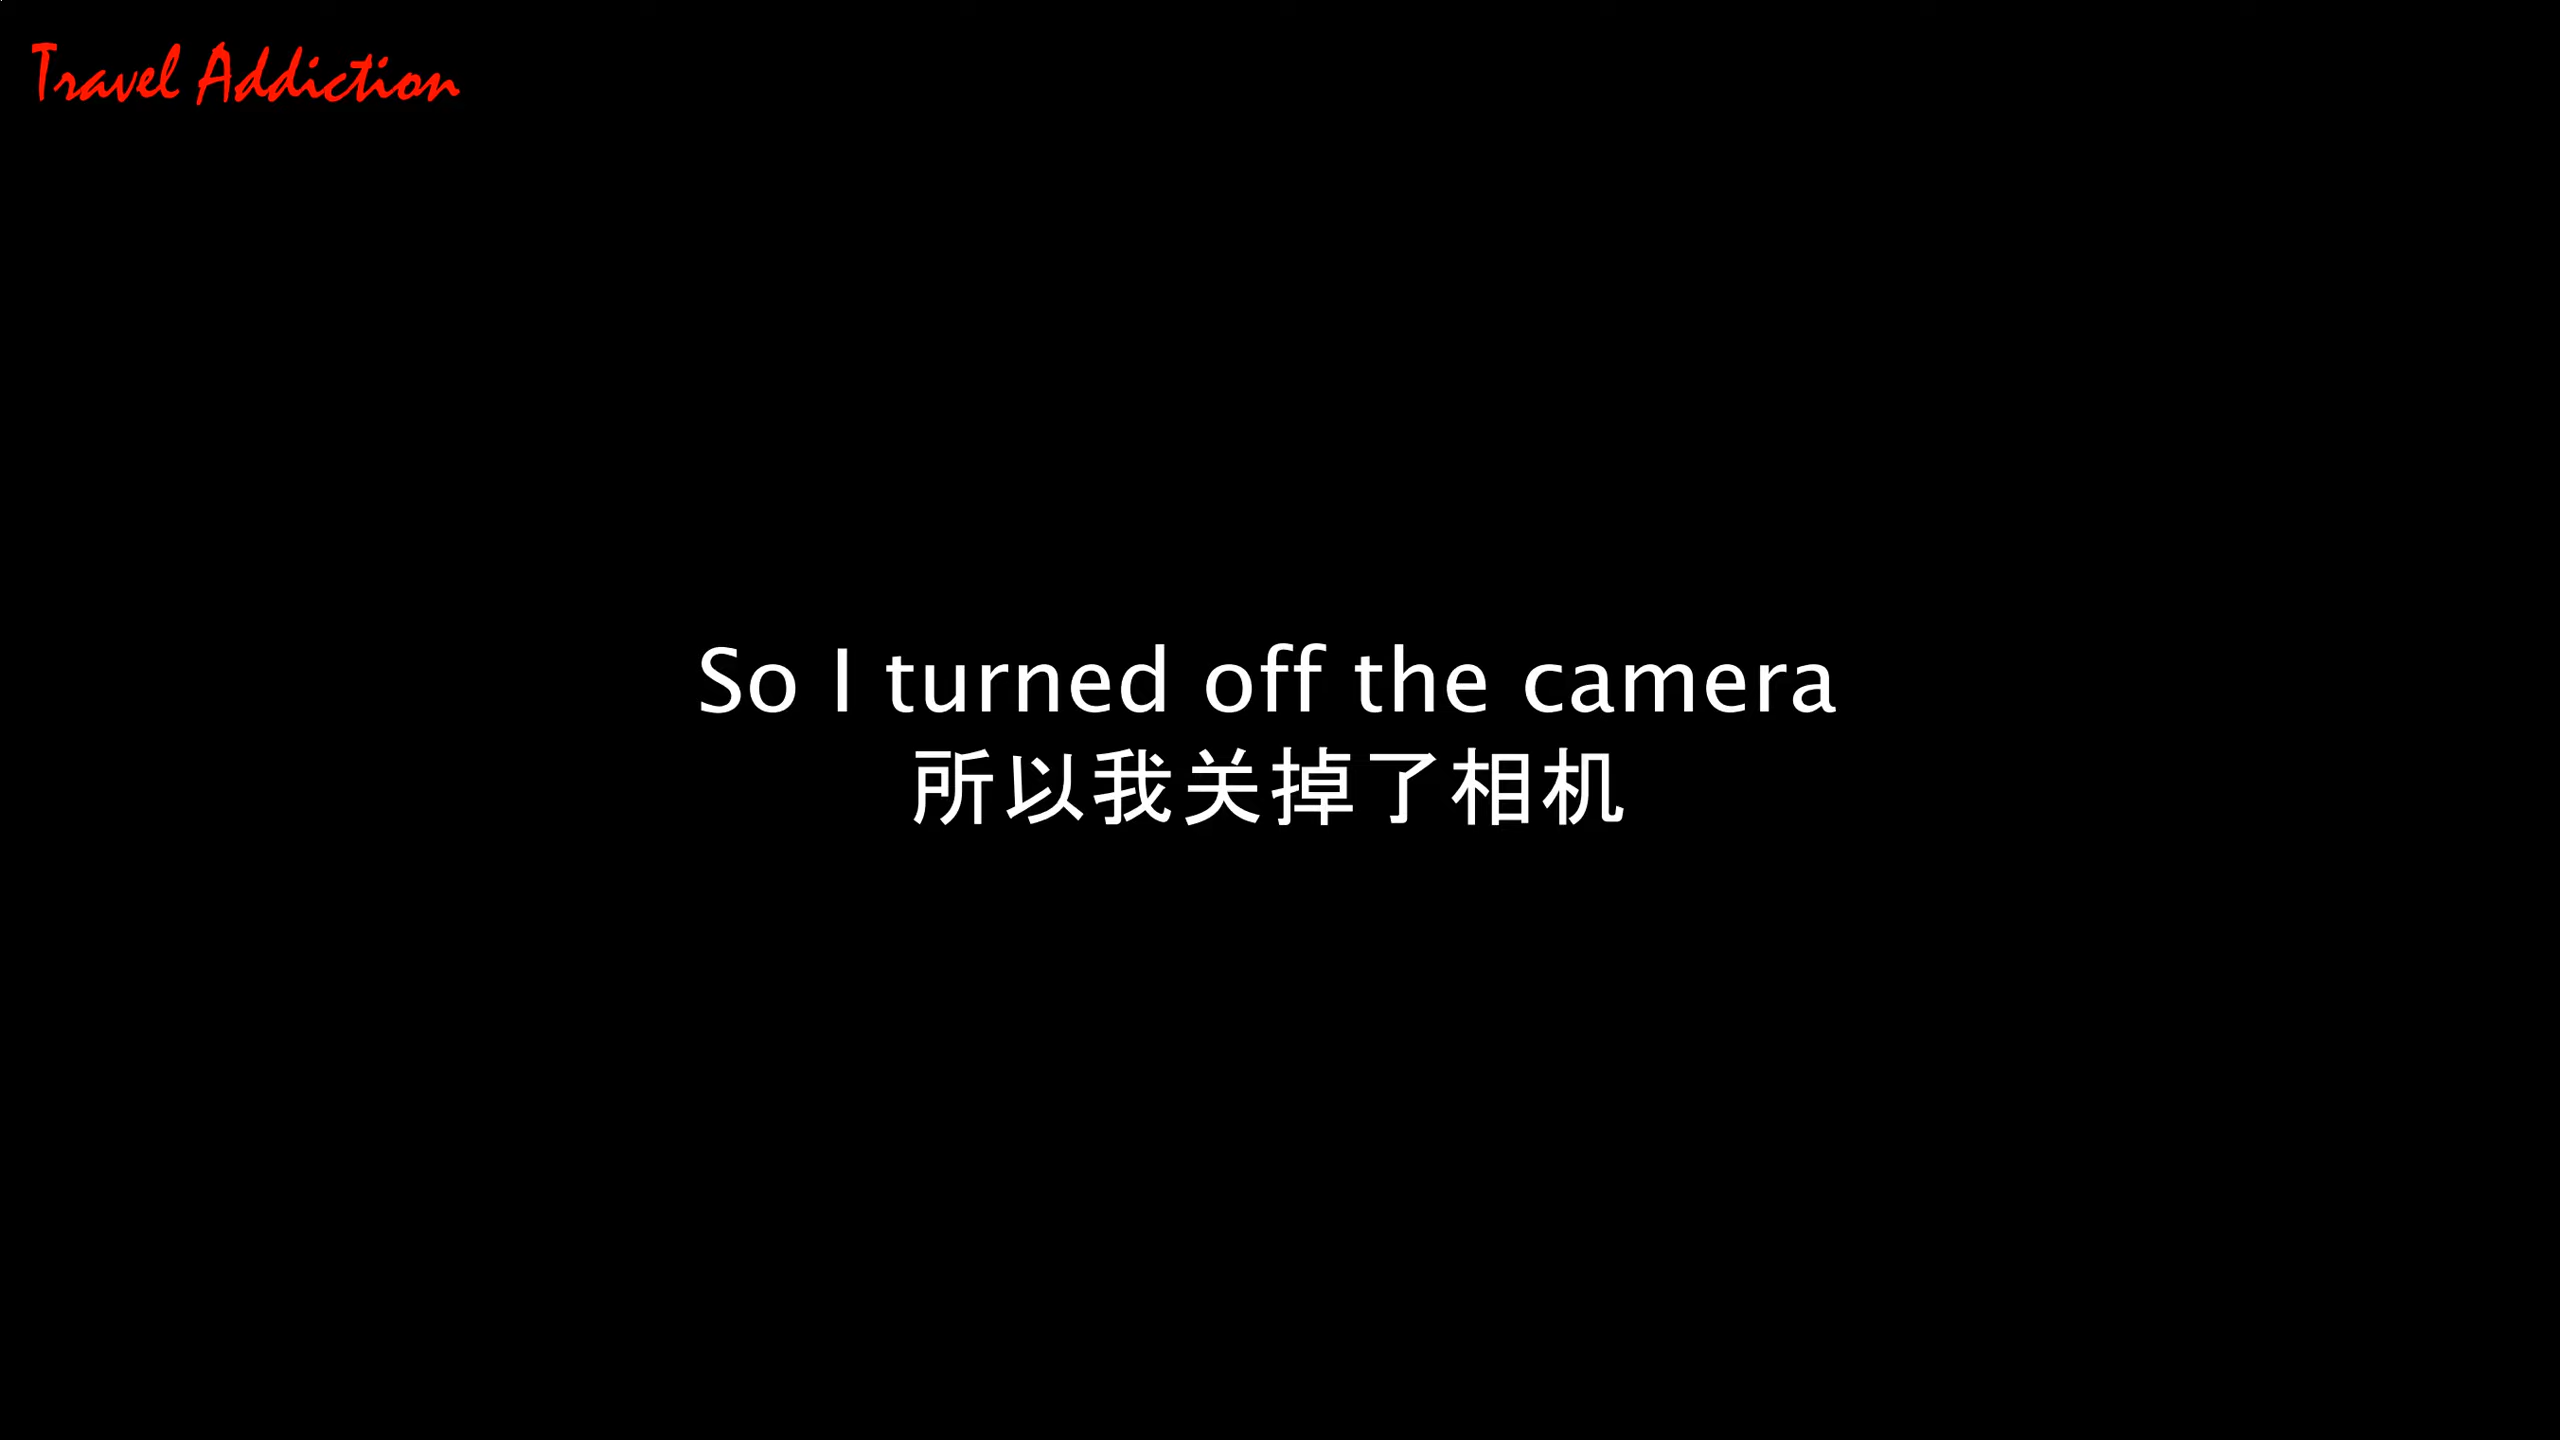 Travel Addiction
So I turned off the camera
所以我关掉了相机